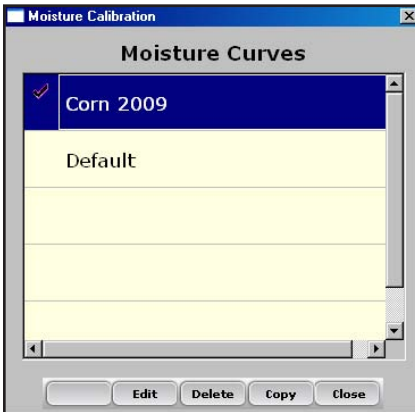 Moisture Calibration
Moisture Curves
Corn 2009
Default
Edit Delete Copy Close